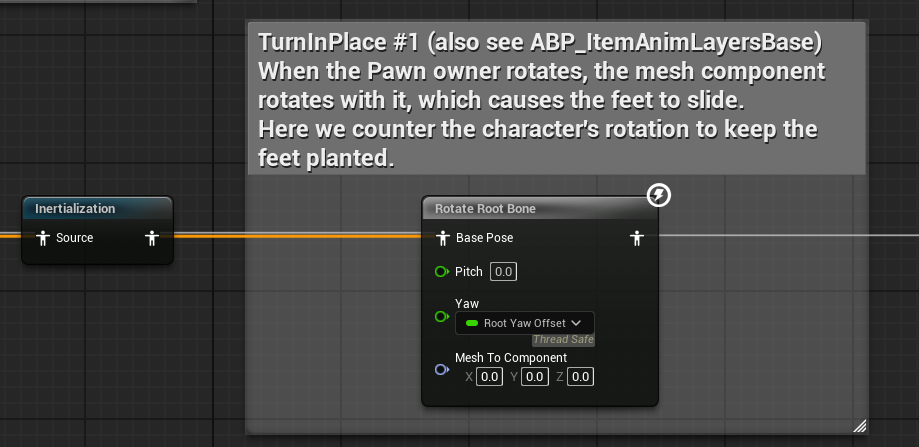 TurnInPlace #1 (also see ABP_ItemAnimLayersBase)
When the Pawn owner rotates, the mesh component
rotates with it, which causes the feet to slide.
Here we counter the character's rotation to keep the
feet planted.
Inertialization
Source
Rotate Root Bone
Base Pose
Pitch 0.0
Yaw
Root Yaw Offset
Thread Safe
Mesh To Component
X 0.0 Y 0.0 Z 0.0